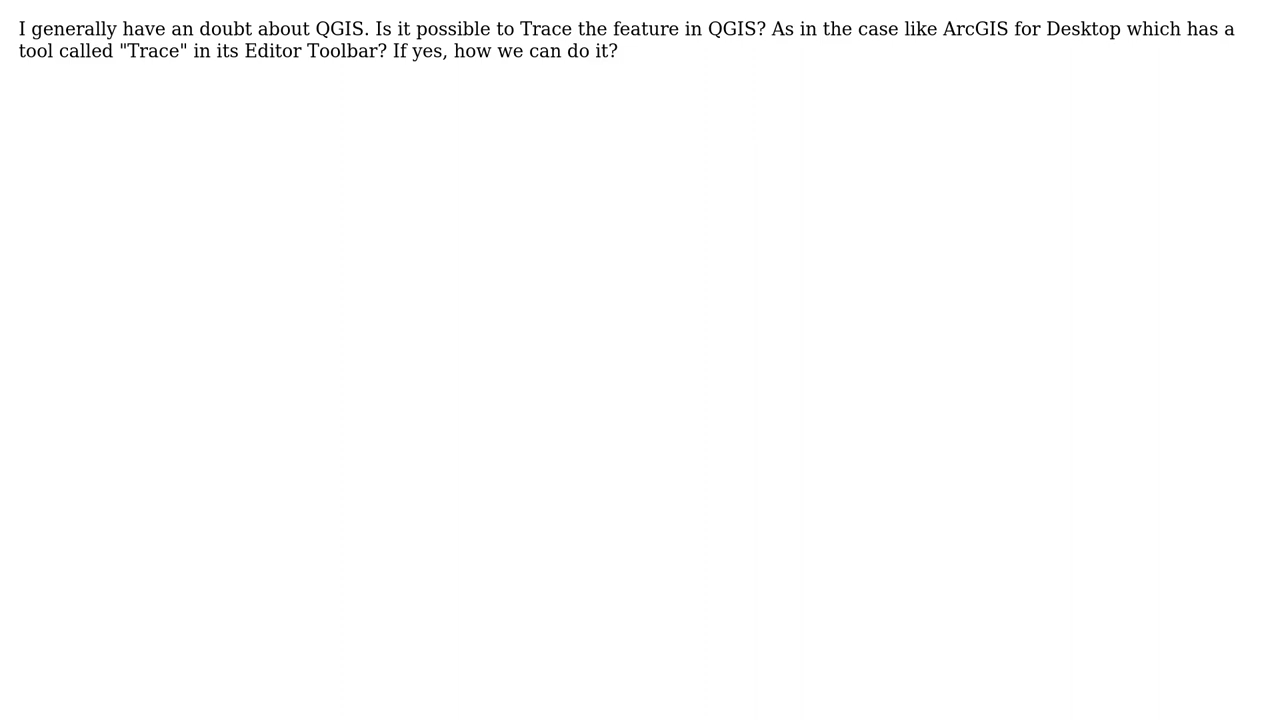 I generally have an doubt about QGIS. Is it possible to Trace the feature in QGIS? As in the case like ArcGIS for Desktop which has a
tool called "Trace" in its Editor Toolbar? If yes, how we can do it?